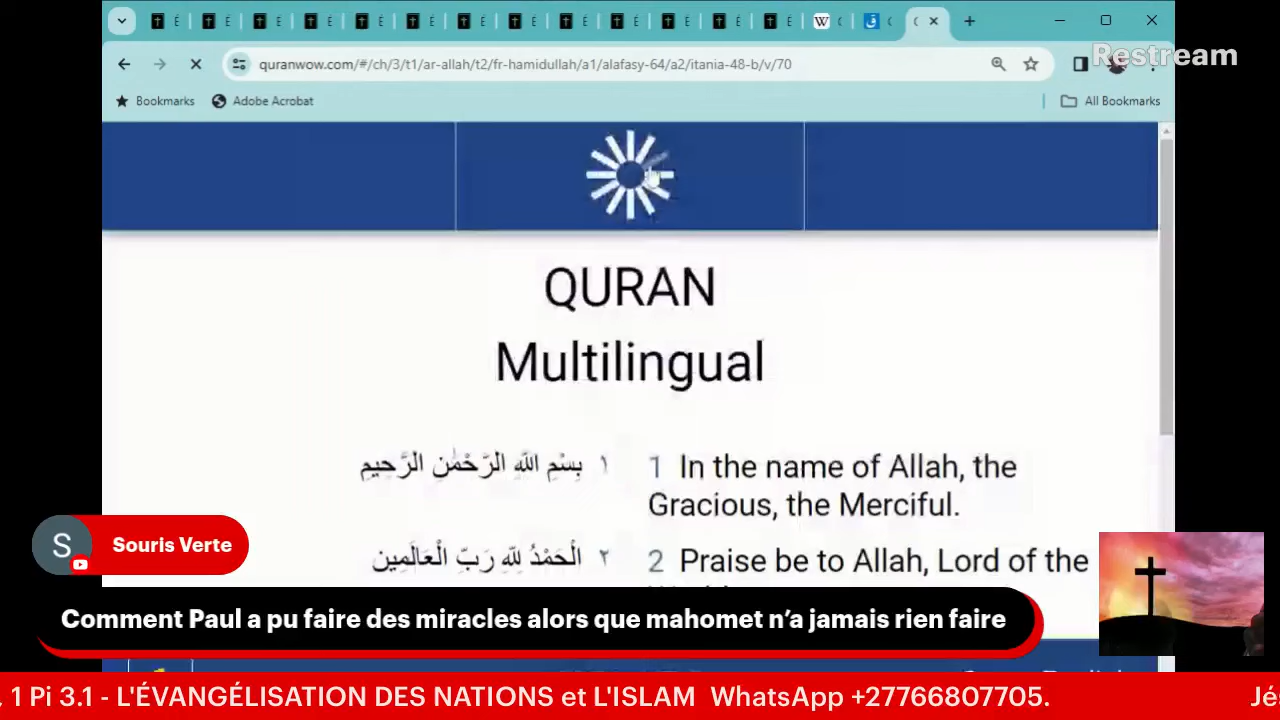 É
É
É
É
É
É
É
É
É
É
É
É
É
quranwow.com/#/ch/3/t1/ar-allah/t2/fr-hamidullah/a1/alafasy-64/a2/itania-48-b/v/70
Restream
Bookmarks
Adobe Acrobat
All Bookmarks
QURAN
Multilingual
١ بِسْمِ اللَّهِ الرَّحْمَٰنِ الرَّحِيمِ
1 In the name of Allah, the
Gracious, the Merciful.
٢ الْحَمْدُ لِلَّهِ رَبِّ الْعَالَمِين
2 Praise be to Allah, Lord of the
S
Souris Verte
Comment Paul a pu faire des miracles alors que mahomet n’a jamais rien faire
1 Pi 3.1 - L'ÉVANGÉLISATION DES NATIONS et L'ISLAM WhatsApp +27766807705.